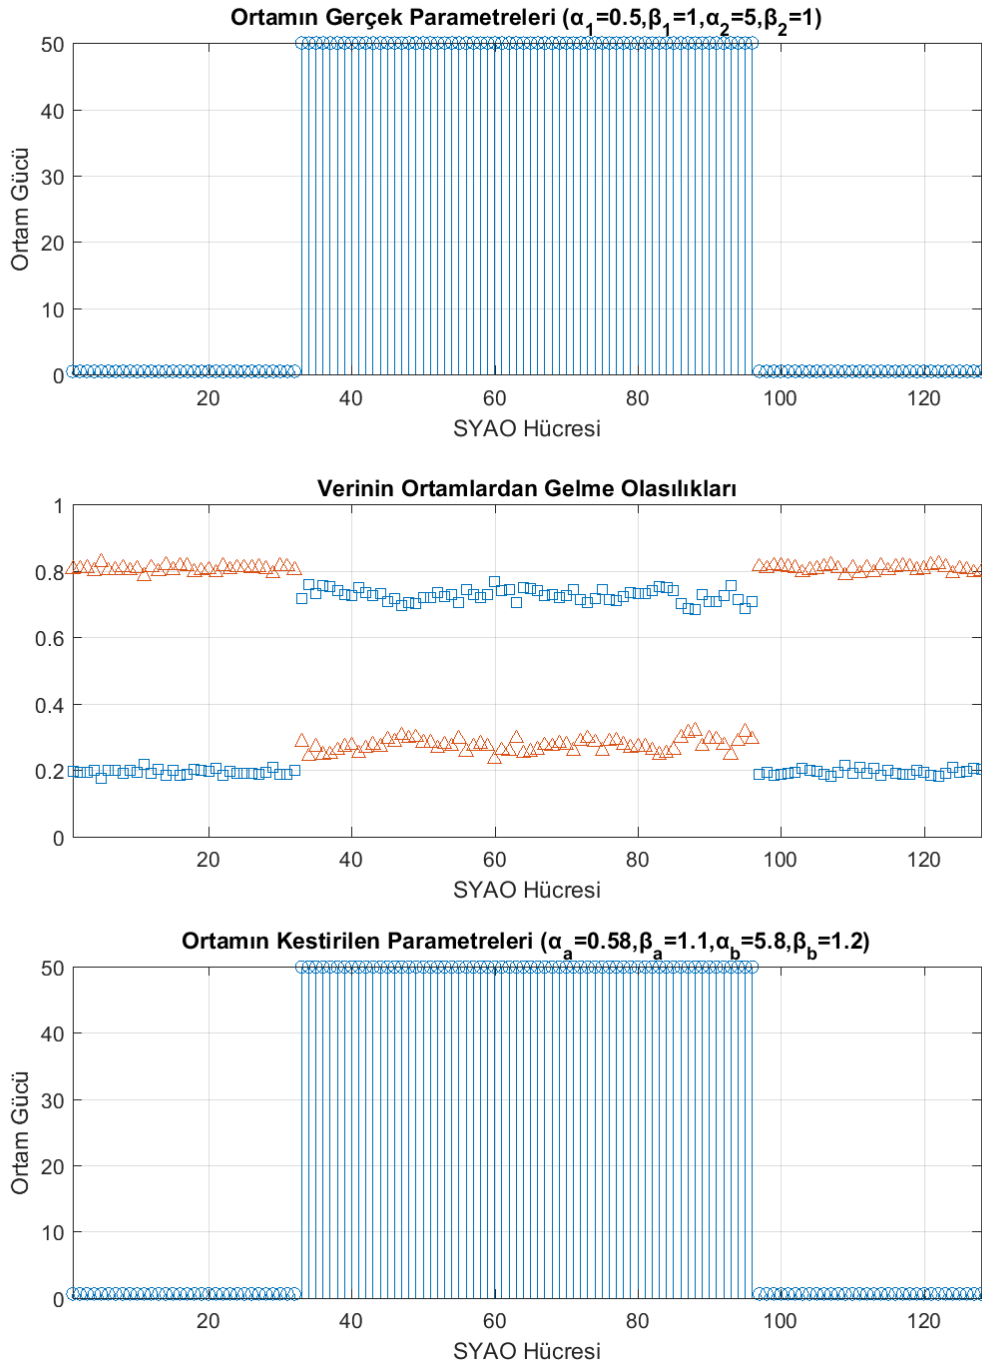 Ortamın Gerçek Parametreleri (α₁=0.5,β₁=1,α₂=5,β₂=1)
50
40
30
20
10
0
Ortam Gücü
20 40 60 80 100 120
SYAO Hücresi
Verinin Ortamlardan Gelme Olasılıkları
1
0.8
0.6
0.4
0.2
0
20 40 60 80 100 120
SYAO Hücresi
Ortamın Kestirilen Parametreleri (αₐ=0.58,βₐ=1.1,α_b=5.8,β_b=1.2)
50
40
30
20
10
0
Ortam Gücü
20 40 60 80 100 120
SYAO Hücresi